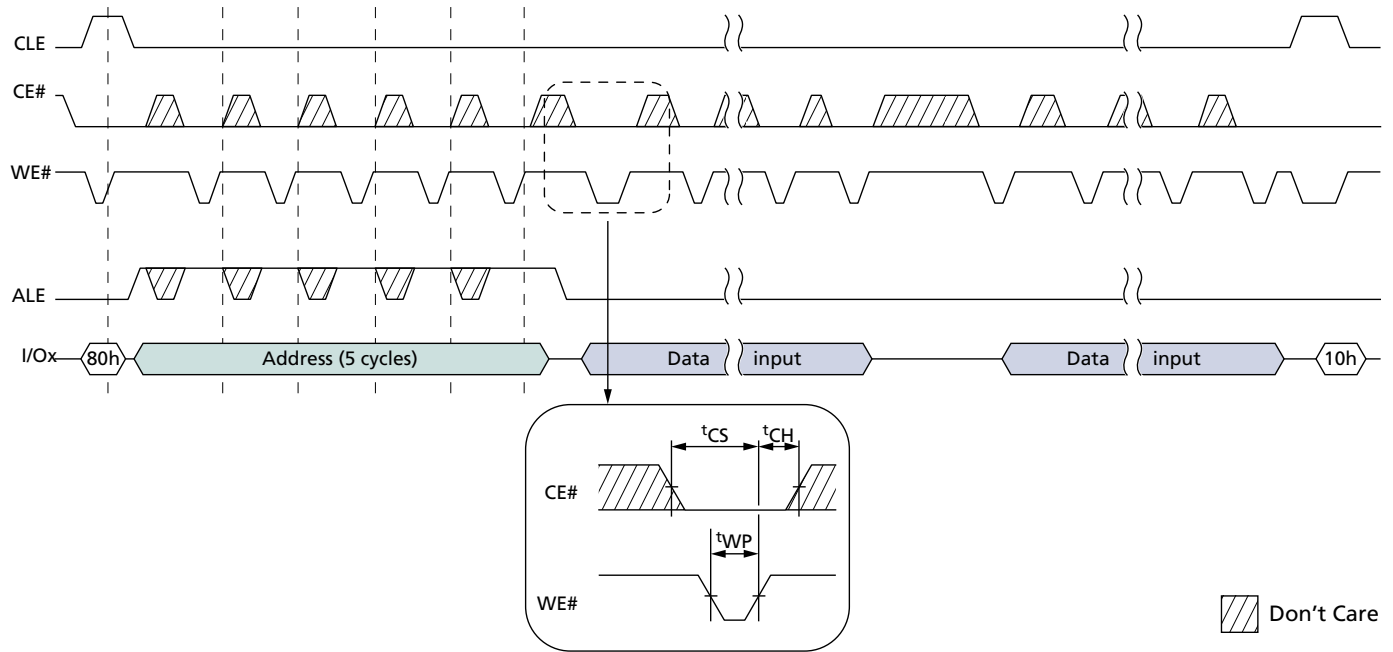 CLE
CE#
WE#
ALE
I/Ox
80h
Address (5 cycles)
Data input
Data input
10h
tCS
tCH
CE#
tWP
WE#
Don't Care